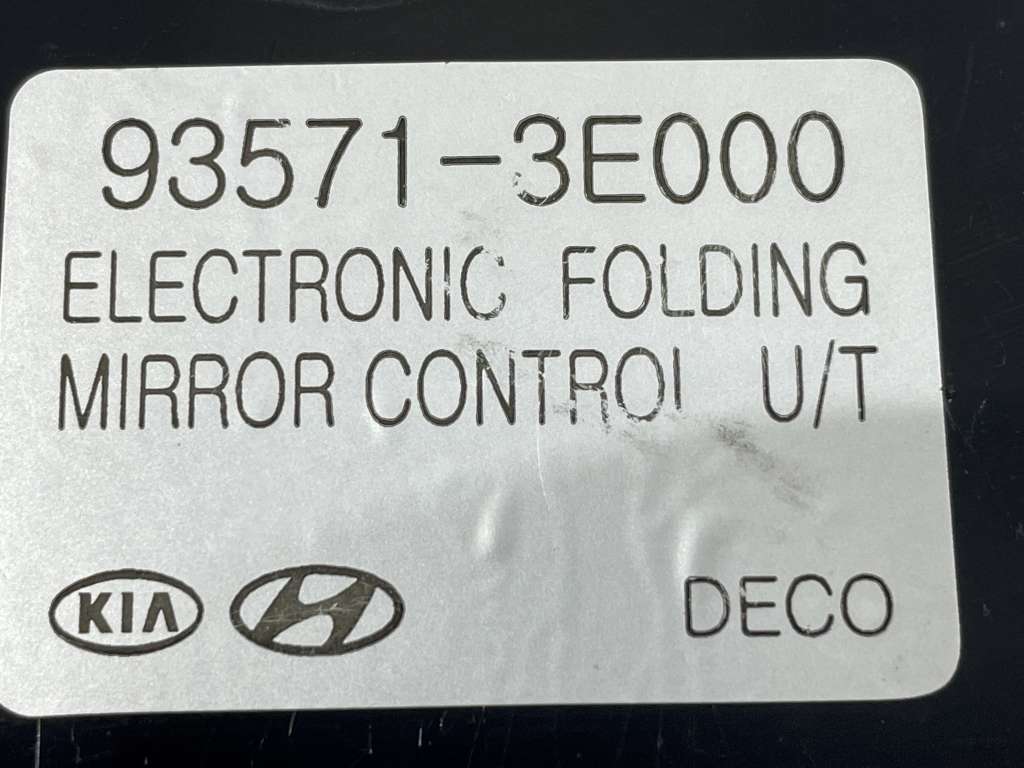 93571-3E000
ELECTRONIC FOLDING
MIRROR CONTROL U/T
KIA DECO